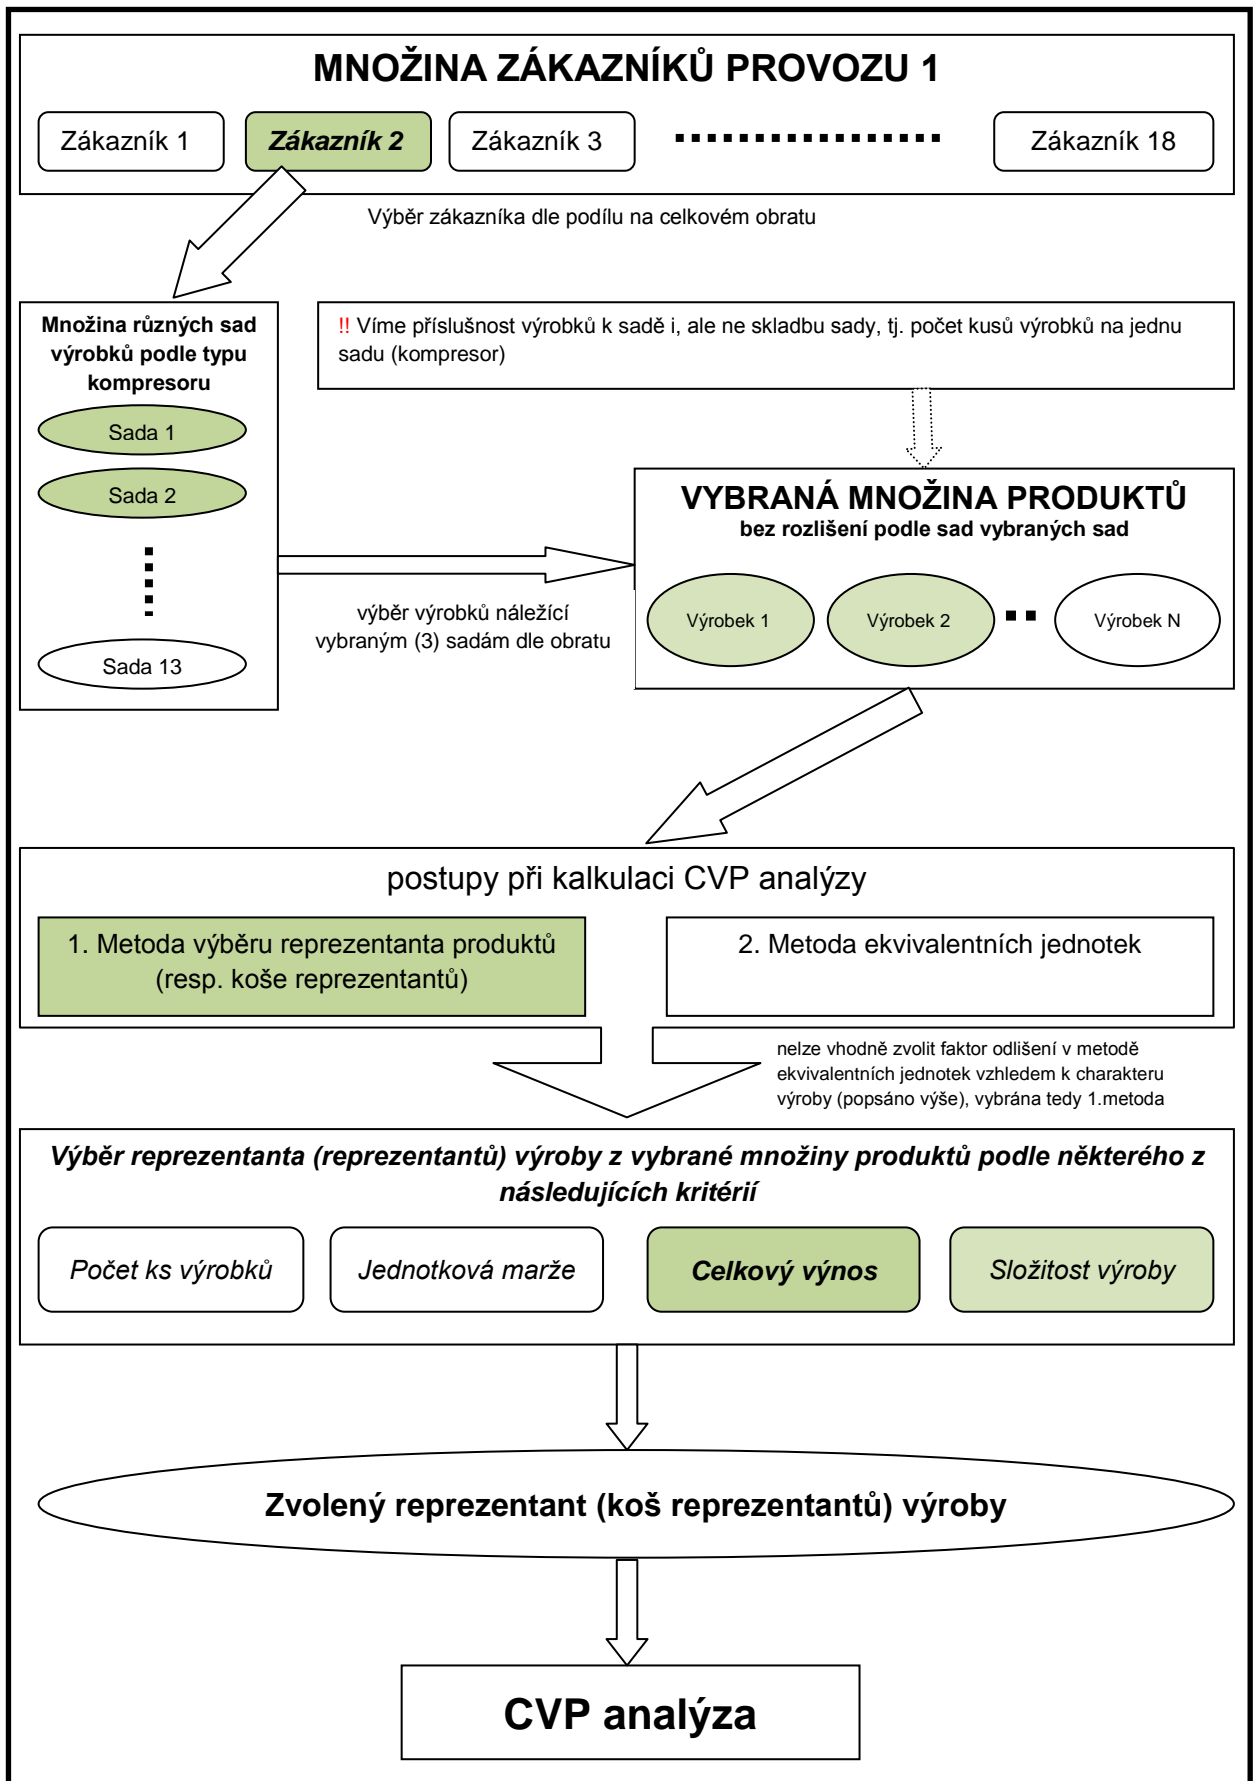 MNOŽINA ZÁKAZNÍKŮ PROVOZU 1
Zákazník 1
Zákazník 2
Zákazník 3
Zákazník 18
Výběr zákazníka dle podílu na celkovém obratu
Množina různých sad
výrobků podle typu
kompresoru
Sada 1
Sada 2
Sada 13
!! Víme příslušnost výrobků k sadě i, ale ne skladbu sady, tj. počet kusů výrobků na jednu
sadu (kompresor)
výběr výrobků náležící
vybraným (3) sadám dle obratu
VYBRANÁ MNOŽINA PRODUKTŮ
bez rozlišení podle sad vybraných sad
Výrobek 1
Výrobek 2
Výrobek N
postupy při kalkulaci CVP analýzy
1. Metoda výběru reprezentanta produktů
(resp. koše reprezentantů)
2. Metoda ekvivalentních jednotek
nelze vhodně zvolit faktor odlišení v metodě
ekvivalentních jednotek vzhledem k charakteru
výroby (popsáno výše), vybrána tedy 1.metoda
Výběr reprezentanta (reprezentantů) výroby z vybrané množiny produktů podle některého z
následujících kritérií
Počet ks výrobků
Jednotková marže
Celkový výnos
Složitost výroby
Zvolený reprezentant (koš reprezentantů) výroby
CVP analýza